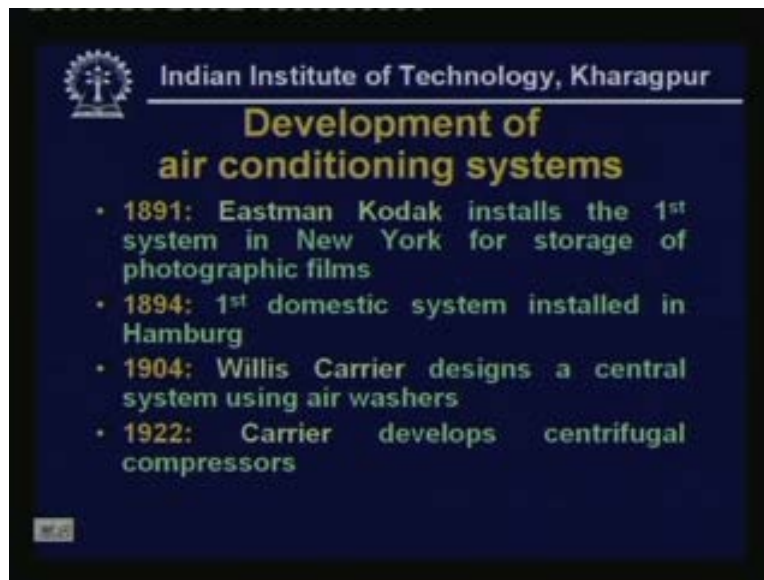 Indian Institute of Technology, Kharagpur
Development of
air conditioning systems
• 1891: Eastman Kodak installs the 1st
system in New York for storage of
photographic films
• 1894: 1st domestic system installed in
Hamburg
• 1904: Willis Carrier designs a central
system using air washers
• 1922: Carrier develops centrifugal
compressors